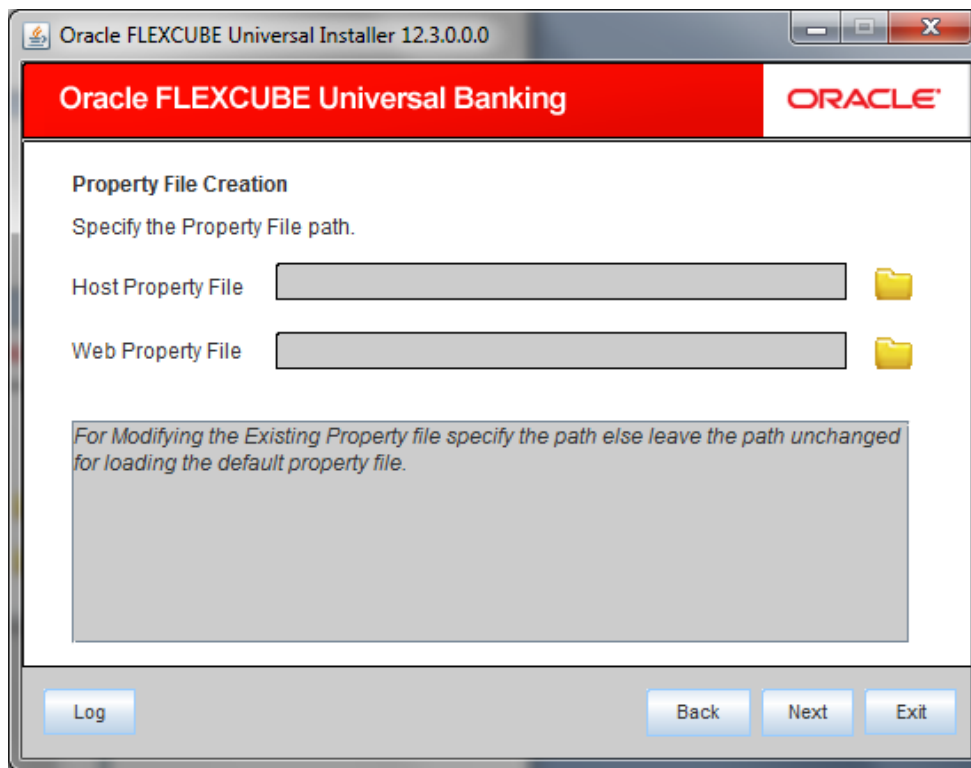 Oracle FLEXCUBE Universal Installer 12.3.0.0.0
Oracle FLEXCUBE Universal Banking
ORACLE
Property File Creation
Specify the Property File path.
Host Property File
Web Property File
For Modifying the Existing Property file specify the path else leave the path unchanged
for loading the default property file.
Log
Back
Next
Exit